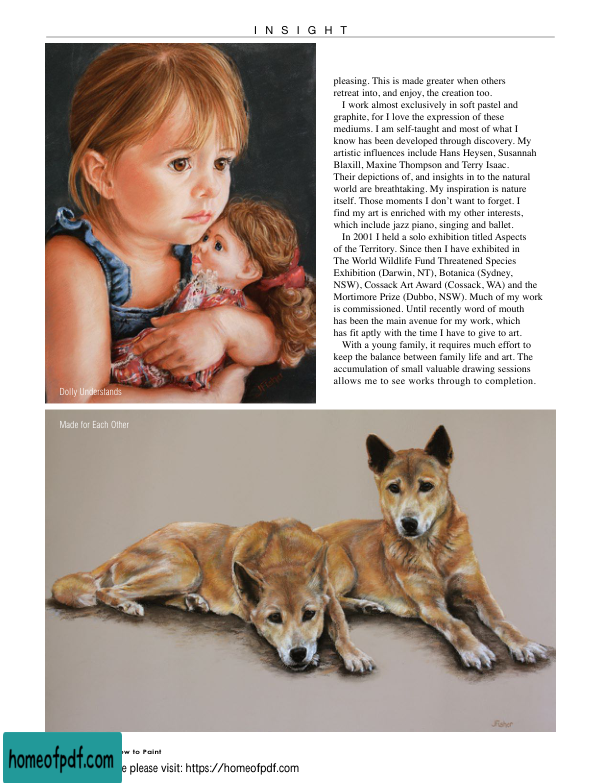 INSIGHT
Dolly Understands
pleasing. This is made greater when others
retreat into, and enjoy, the creation too.
I work almost exclusively in soft pastel and
graphite, for I love the expression of these
mediums. I am self-taught and most of what I
know has been developed through discovery. My
artistic influences include Hans Heysen, Susannah
Blaxill, Maxine Thompson and Terry Isaac.
Their depictions of, and insights in to the natural
world are breathtaking. My inspiration is nature
itself. Those moments I don't want to forget. I
find my art is enriched with my other interests,
which include jazz piano, singing and ballet.
In 2001 I held a solo exhibition titled Aspects
of the Territory. Since then I have exhibited in
The World Wildlife Fund Threatened Species
Exhibition (Darwin, NT), Botanica (Sydney,
NSW), Cossack Art Award (Cossack, WA) and the
Mortimore Prize (Dubbo, NSW). Much of my work
is commissioned. Until recently word of mouth
has been the main avenue for my work, which
has fit aptly with the time I have to give to art.
With a young family, it requires much effort to
keep the balance between family life and art. The
accumulation of small valuable drawing sessions
allows me to see works through to completion.
Made for Each Other
to Paint
homeofpdf.com
please visit: https://homeofpdf.com